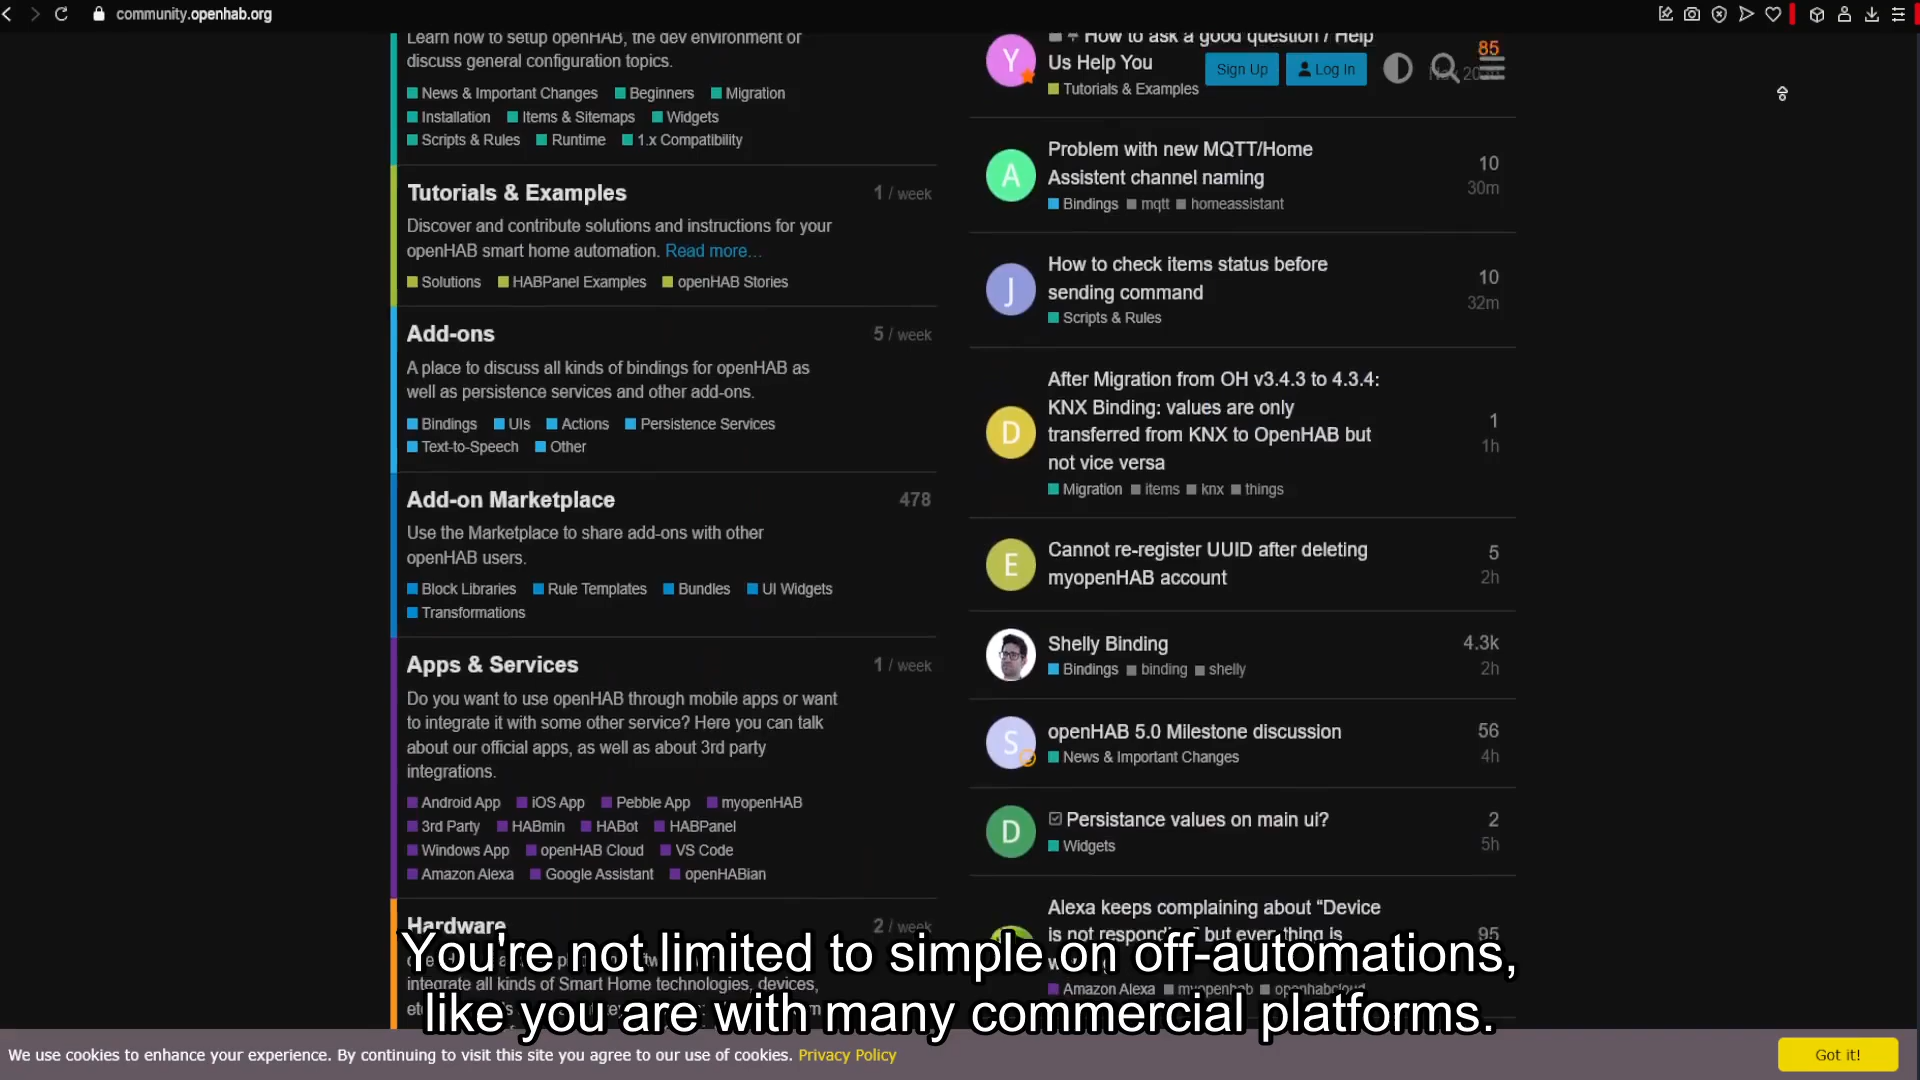 community.openhab.org
Learn how to setup openHAB, the dev environment or
discuss general configuration topics.
News & Important Changes Beginners Migration
Installation Items & Sitemaps Widgets
Scripts & Rules Runtime 1.x Compatibility
Tutorials & Examples 1 / week
Discover and contribute solutions and instructions for your
openHAB smart home automation. Read more…
Solutions HABPanel Examples openHAB Stories
Add-ons 5 / week
A place to discuss all kinds of bindings for openHAB as
well as persistence services and other add-ons.
Bindings UIs Actions Persistence Services
Text-to-Speech Other
Add-on Marketplace 478
Use the Marketplace to share add-ons with other
openHAB users.
Block Libraries Rule Templates Bundles UI Widgets
Transformations
Apps & Services 1 / week
Do you want to use openHAB through mobile apps or want
to integrate it with some other service? Here you can talk
about our official apps, as well as about 3rd party
integrations.
Android App iOS App Pebble App myopenHAB
3rd Party HABmin HABot HABPanel
Windows App openHAB Cloud VS Code
Amazon Alexa Google Assistant openHABian
Hardware 2 / week
integrate all kinds of Smart Home technologies, devices,
Y
How to ask a good question / Help
Us Help You
85
Sign Up Log In
Tutorials & Examples
A
Problem with new MQTT/Home
Assistent channel naming
10
30m
Bindings mqtt homeassistant
J
How to check items status before
sending command
10
32m
Scripts & Rules
D
After Migration from OH v3.4.3 to 4.3.4:
KNX Binding: values are only
transferred from KNX to OpenHAB but
not vice versa
1
1h
Migration items knx things
E
Cannot re-register UUID after deleting
myopenHAB account
5
2h
Shelly Binding
4.3k
2h
Bindings binding shelly
S
openHAB 5.0 Milestone discussion
56
4h
News & Important Changes
D
Persistance values on main ui?
2
5h
Widgets
Alexa keeps complaining about “Device
is not but everything is
95
Amazon Alexa myopenhab openhabcloud
You're not limited to simple on off-automations,
like you are with many commercial platforms.
We use cookies to enhance your experience. By continuing to visit this site you agree to our use of cookies. Privacy Policy
Got it!